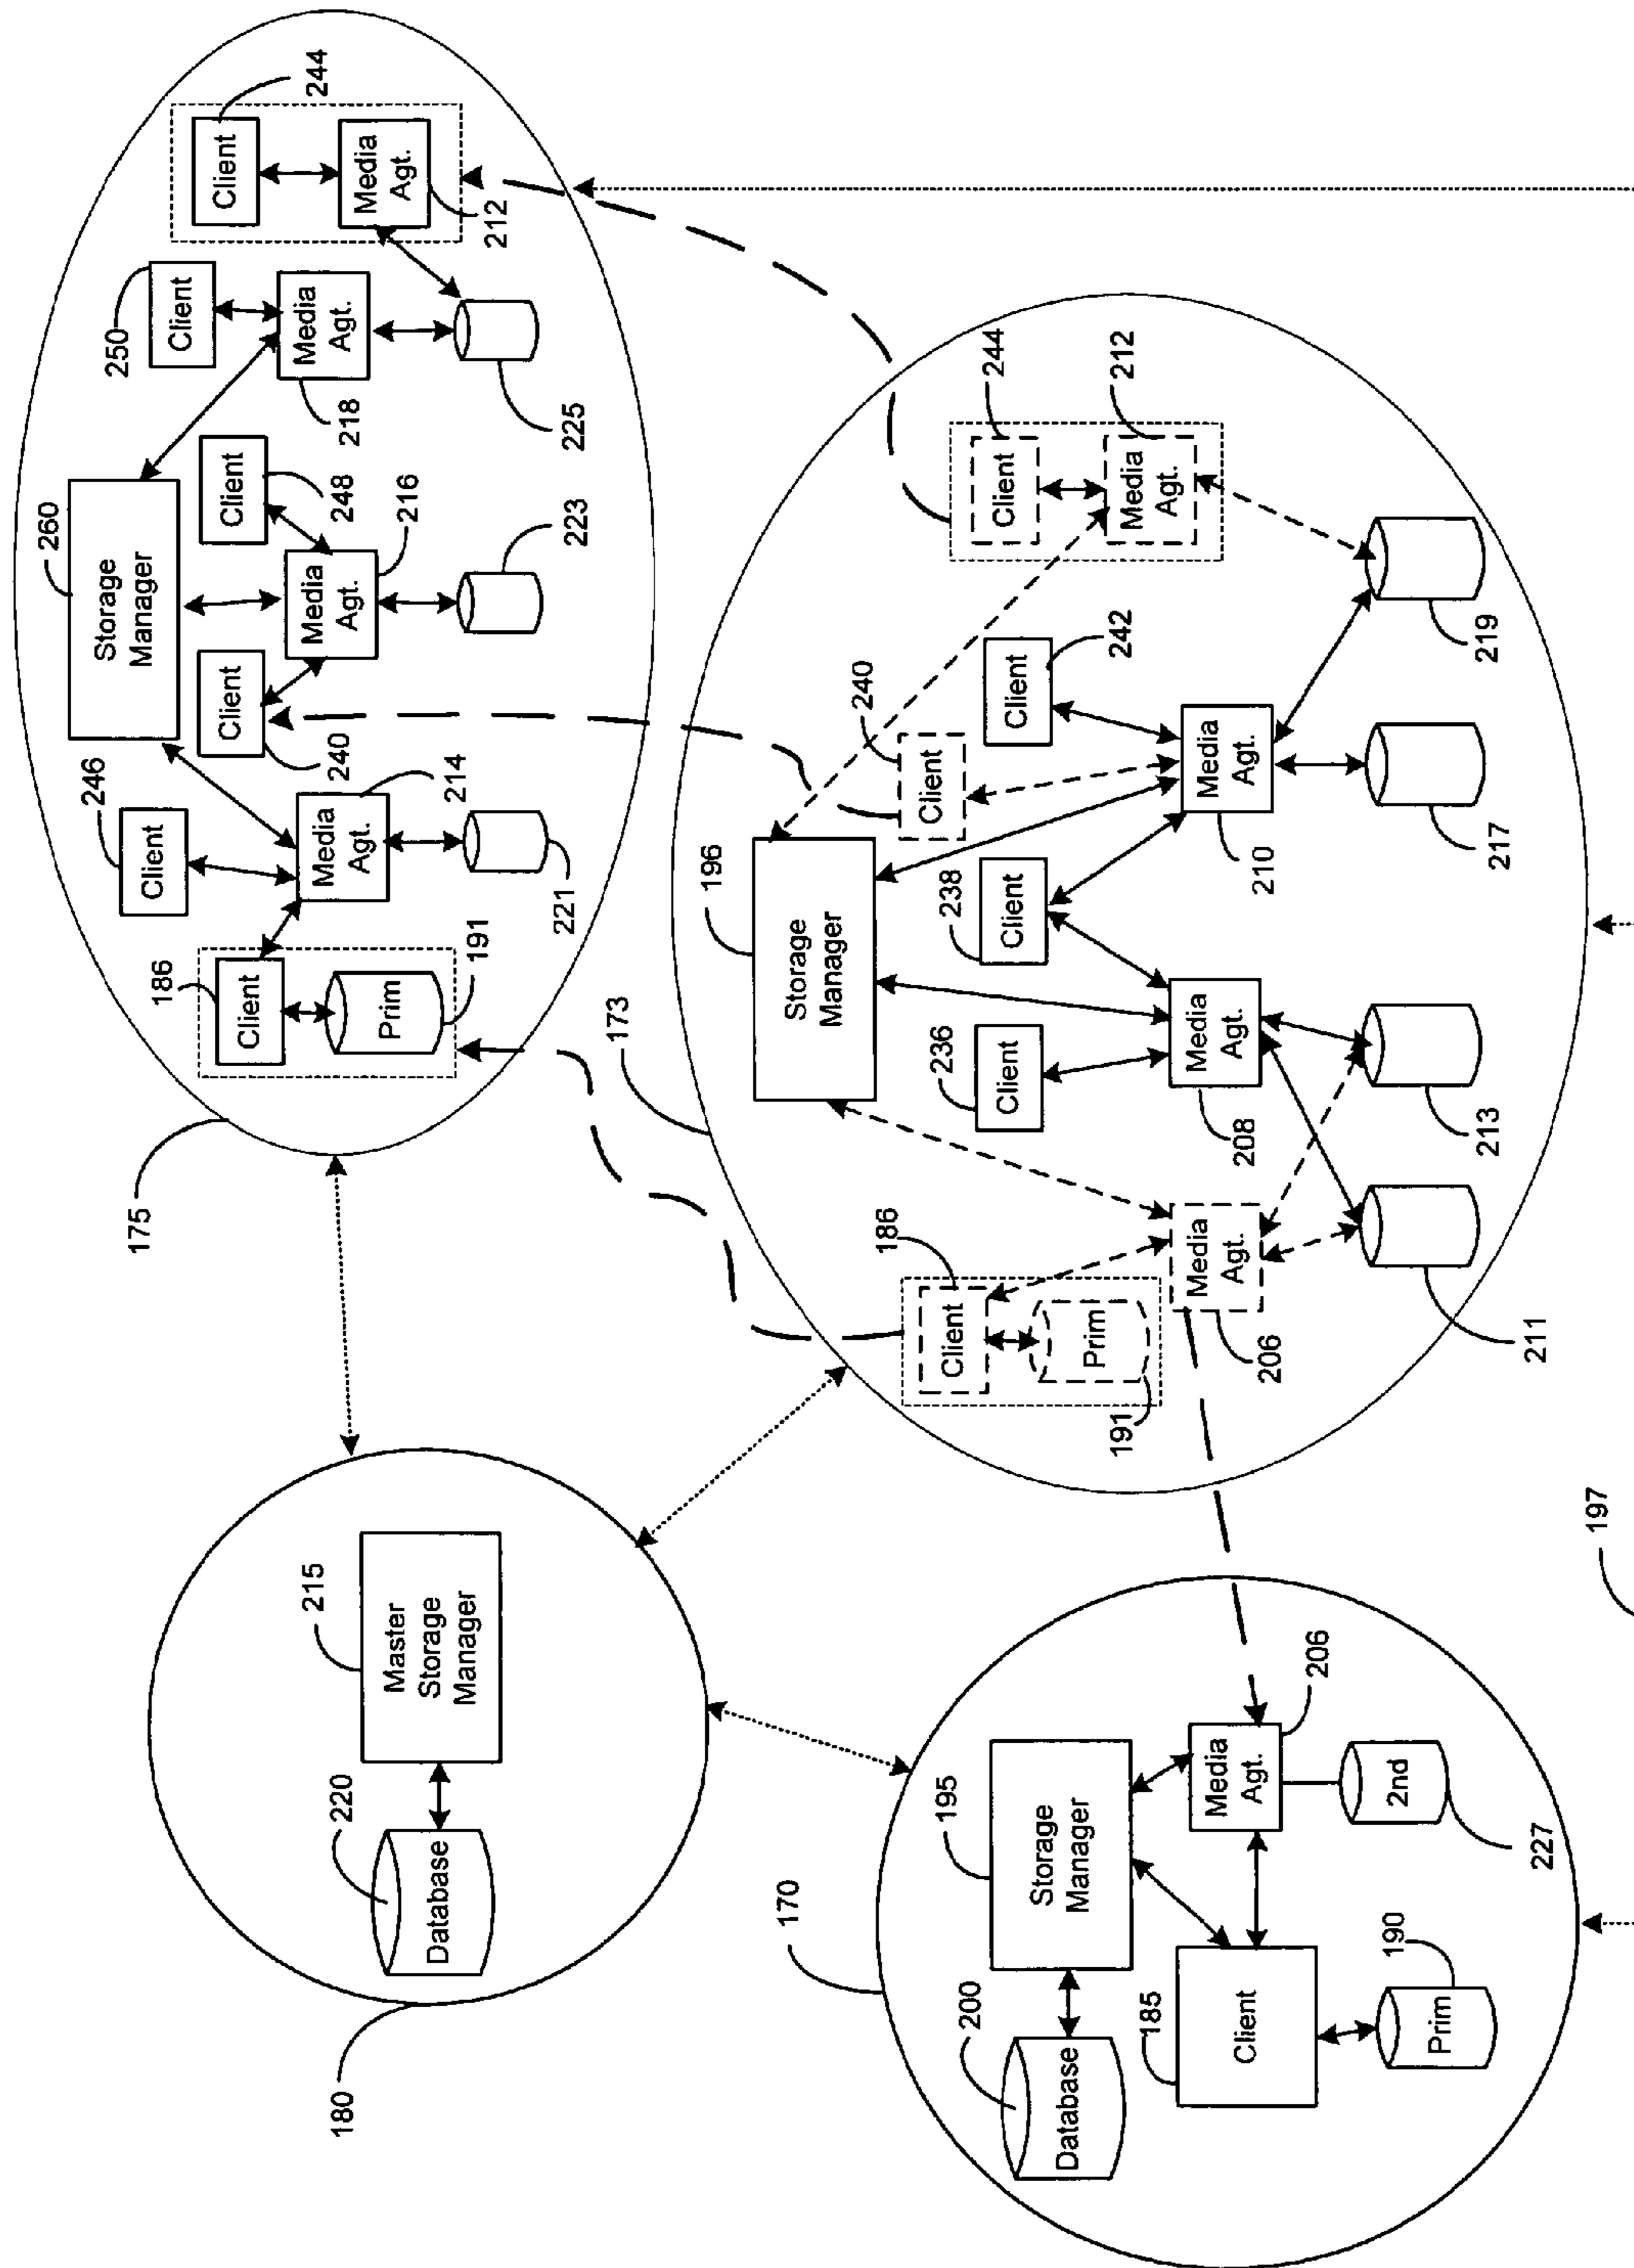 180
220
Database
215
Master
Storage
Manager
175
186
Client
Prim
191
246
Client
Media
Agt.
214
221
260
Storage
Manager
Client
240
Client
248
Media
Agt.
216
223
250
Client
Media
Agt.
218
225
Client
244
Media
Agt.
212
170
200
Database
195
Storage
Manager
185
Client
Prim
190
Media
Agt.
206
2nd
227
173
196
Storage
Manager
186
Client
Prim
191
Media
Agt.
206
236
Client
238
Client
240
Client
Client
242
244
Client
212
Media
Agt.
Media
Agt.
208
Media
Agt.
210
211
213
217
219
197